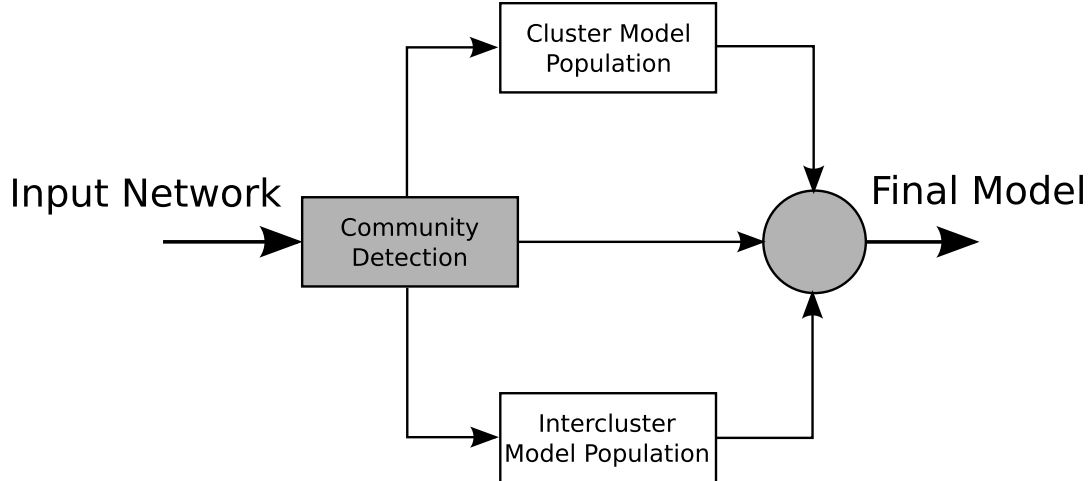 Cluster Model
Population
Input Network
Final Model
Community
Detection
Intercluster
Model Population